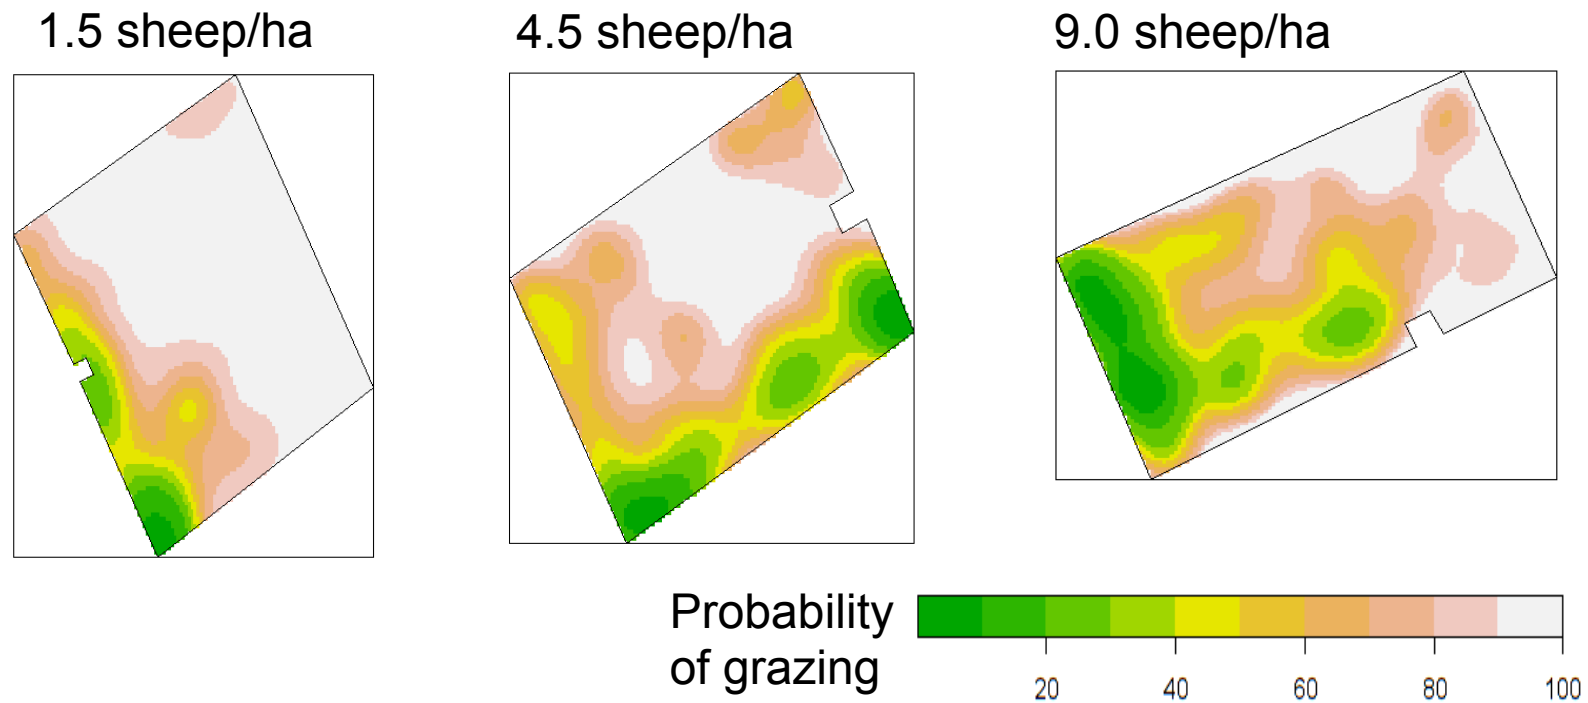 1.5 sheep/ha
4.5 sheep/ha
9.0 sheep/ha
Probability
of grazing
20
40
60
80
100